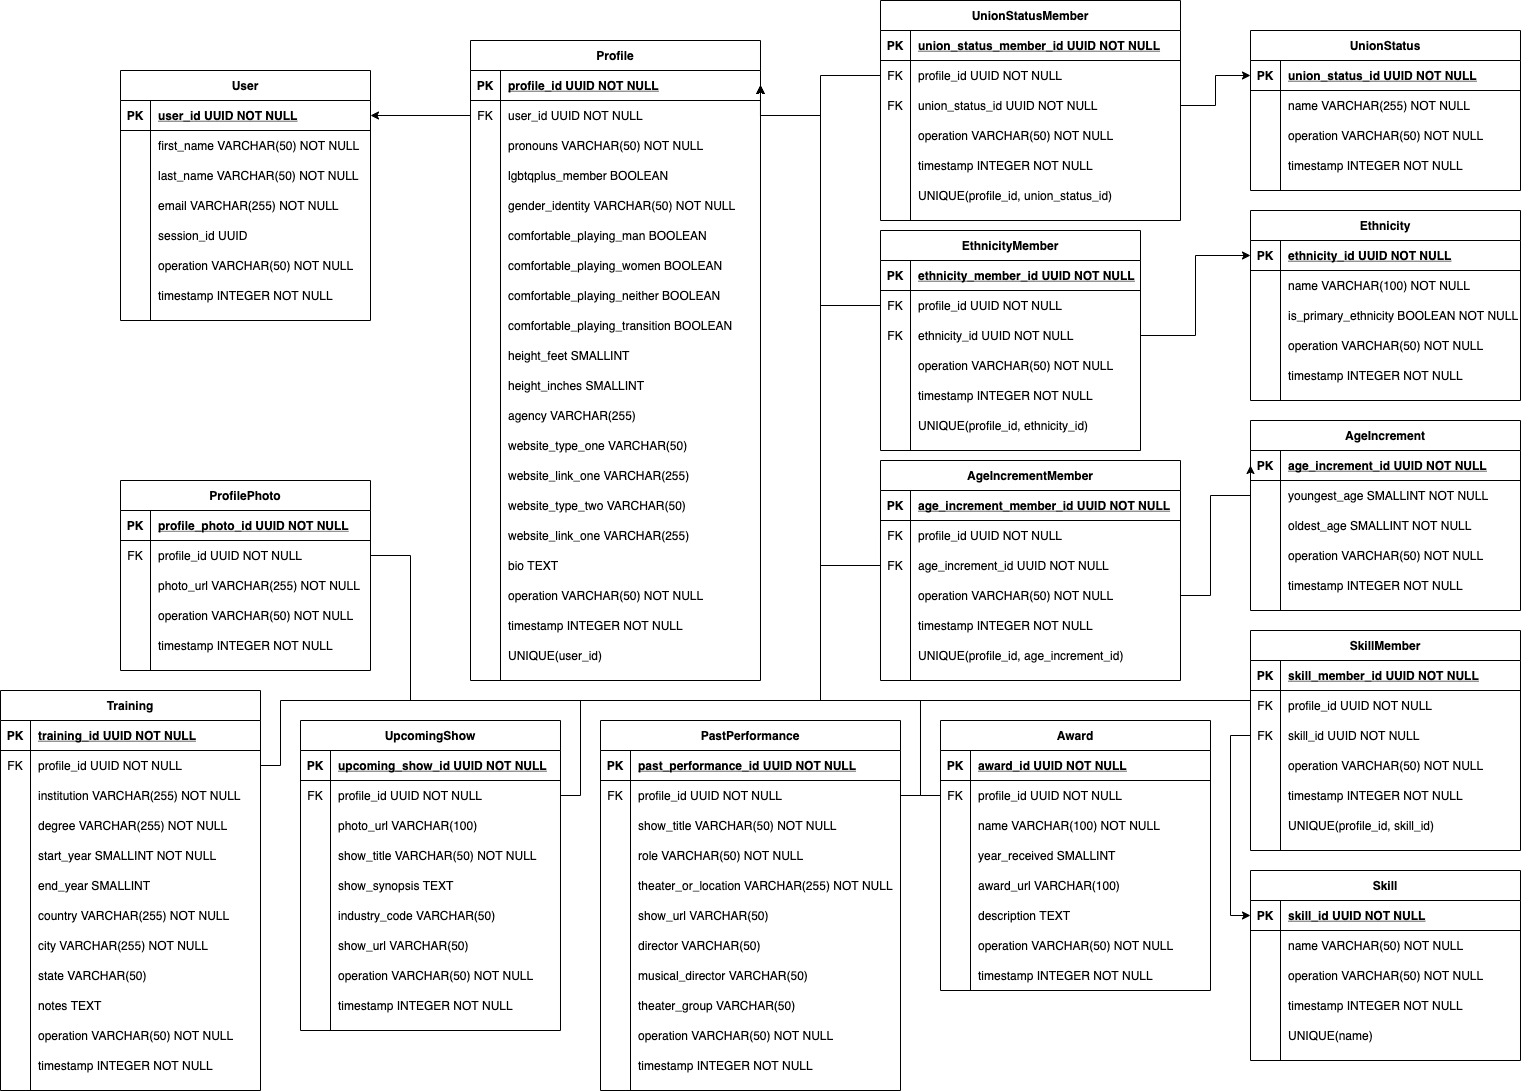 User
PK user_id UUID NOT NULL
first_name VARCHAR(50) NOT NULL
last_name VARCHAR(50) NOT NULL
email VARCHAR(255) NOT NULL
session_id UUID
operation VARCHAR(50) NOT NULL
timestamp INTEGER NOT NULL
Profile
PK profile_id UUID NOT NULL
FK user_id UUID NOT NULL
pronouns VARCHAR(50) NOT NULL
lgbtqplus_member BOOLEAN
gender_identity VARCHAR(50) NOT NULL
comfortable_playing_man BOOLEAN
comfortable_playing_women BOOLEAN
comfortable_playing_neither BOOLEAN
comfortable_playing_transition BOOLEAN
height_feet SMALLINT
height_inches SMALLINT
agency VARCHAR(255)
website_type_one VARCHAR(50)
website_link_one VARCHAR(255)
website_type_two VARCHAR(50)
website_link_one VARCHAR(255)
bio TEXT
operation VARCHAR(50) NOT NULL
timestamp INTEGER NOT NULL
UNIQUE(user_id)
UnionStatusMember
PK union_status_member_id UUID NOT NULL
FK profile_id UUID NOT NULL
FK union_status_id UUID NOT NULL
operation VARCHAR(50) NOT NULL
timestamp INTEGER NOT NULL
UNIQUE(profile_id, union_status_id)
UnionStatus
PK union_status_id UUID NOT NULL
name VARCHAR(255) NOT NULL
operation VARCHAR(50) NOT NULL
timestamp INTEGER NOT NULL
EthnicityMember
PK ethnicity_member_id UUID NOT NULL
FK profile_id UUID NOT NULL
FK ethnicity_id UUID NOT NULL
operation VARCHAR(50) NOT NULL
timestamp INTEGER NOT NULL
UNIQUE(profile_id, ethnicity_id)
Ethnicity
PK ethnicity_id UUID NOT NULL
name VARCHAR(100) NOT NULL
is_primary_ethnicity BOOLEAN NOT NULL
operation VARCHAR(50) NOT NULL
timestamp INTEGER NOT NULL
AgeIncrementMember
PK age_increment_member_id UUID NOT NULL
FK profile_id UUID NOT NULL
FK age_increment_id UUID NOT NULL
operation VARCHAR(50) NOT NULL
timestamp INTEGER NOT NULL
UNIQUE(profile_id, age_increment_id)
AgeIncrement
PK age_increment_id UUID NOT NULL
youngest_age SMALLINT NOT NULL
oldest_age SMALLINT NOT NULL
operation VARCHAR(50) NOT NULL
timestamp INTEGER NOT NULL
ProfilePhoto
PK profile_photo_id UUID NOT NULL
FK profile_id UUID NOT NULL
photo_url VARCHAR(255) NOT NULL
operation VARCHAR(50) NOT NULL
timestamp INTEGER NOT NULL
SkillMember
PK skill_member_id UUID NOT NULL
FK profile_id UUID NOT NULL
FK skill_id UUID NOT NULL
operation VARCHAR(50) NOT NULL
timestamp INTEGER NOT NULL
UNIQUE(profile_id, skill_id)
Training
PK training_id UUID NOT NULL
FK profile_id UUID NOT NULL
institution VARCHAR(255) NOT NULL
degree VARCHAR(255) NOT NULL
start_year SMALLINT NOT NULL
end_year SMALLINT
country VARCHAR(255) NOT NULL
city VARCHAR(255) NOT NULL
state VARCHAR(50)
notes TEXT
operation VARCHAR(50) NOT NULL
timestamp INTEGER NOT NULL
UpcomingShow
PK upcoming_show_id UUID NOT NULL
FK profile_id UUID NOT NULL
photo_url VARCHAR(100)
show_title VARCHAR(50) NOT NULL
show_synopsis TEXT
industry_code VARCHAR(50)
show_url VARCHAR(50)
operation VARCHAR(50) NOT NULL
timestamp INTEGER NOT NULL
PastPerformance
PK past_performance_id UUID NOT NULL
FK profile_id UUID NOT NULL
show_title VARCHAR(50) NOT NULL
role VARCHAR(50) NOT NULL
theater_or_location VARCHAR(255) NOT NULL
show_url VARCHAR(50)
director VARCHAR(50)
musical_director VARCHAR(50)
theater_group VARCHAR(50)
operation VARCHAR(50) NOT NULL
timestamp INTEGER NOT NULL
Award
PK award_id UUID NOT NULL
FK profile_id UUID NOT NULL
name VARCHAR(100) NOT NULL
year_received SMALLINT
award_url VARCHAR(100)
description TEXT
operation VARCHAR(50) NOT NULL
timestamp INTEGER NOT NULL
Skill
PK skill_id UUID NOT NULL
name VARCHAR(50) NOT NULL
operation VARCHAR(50) NOT NULL
timestamp INTEGER NOT NULL
UNIQUE(name)